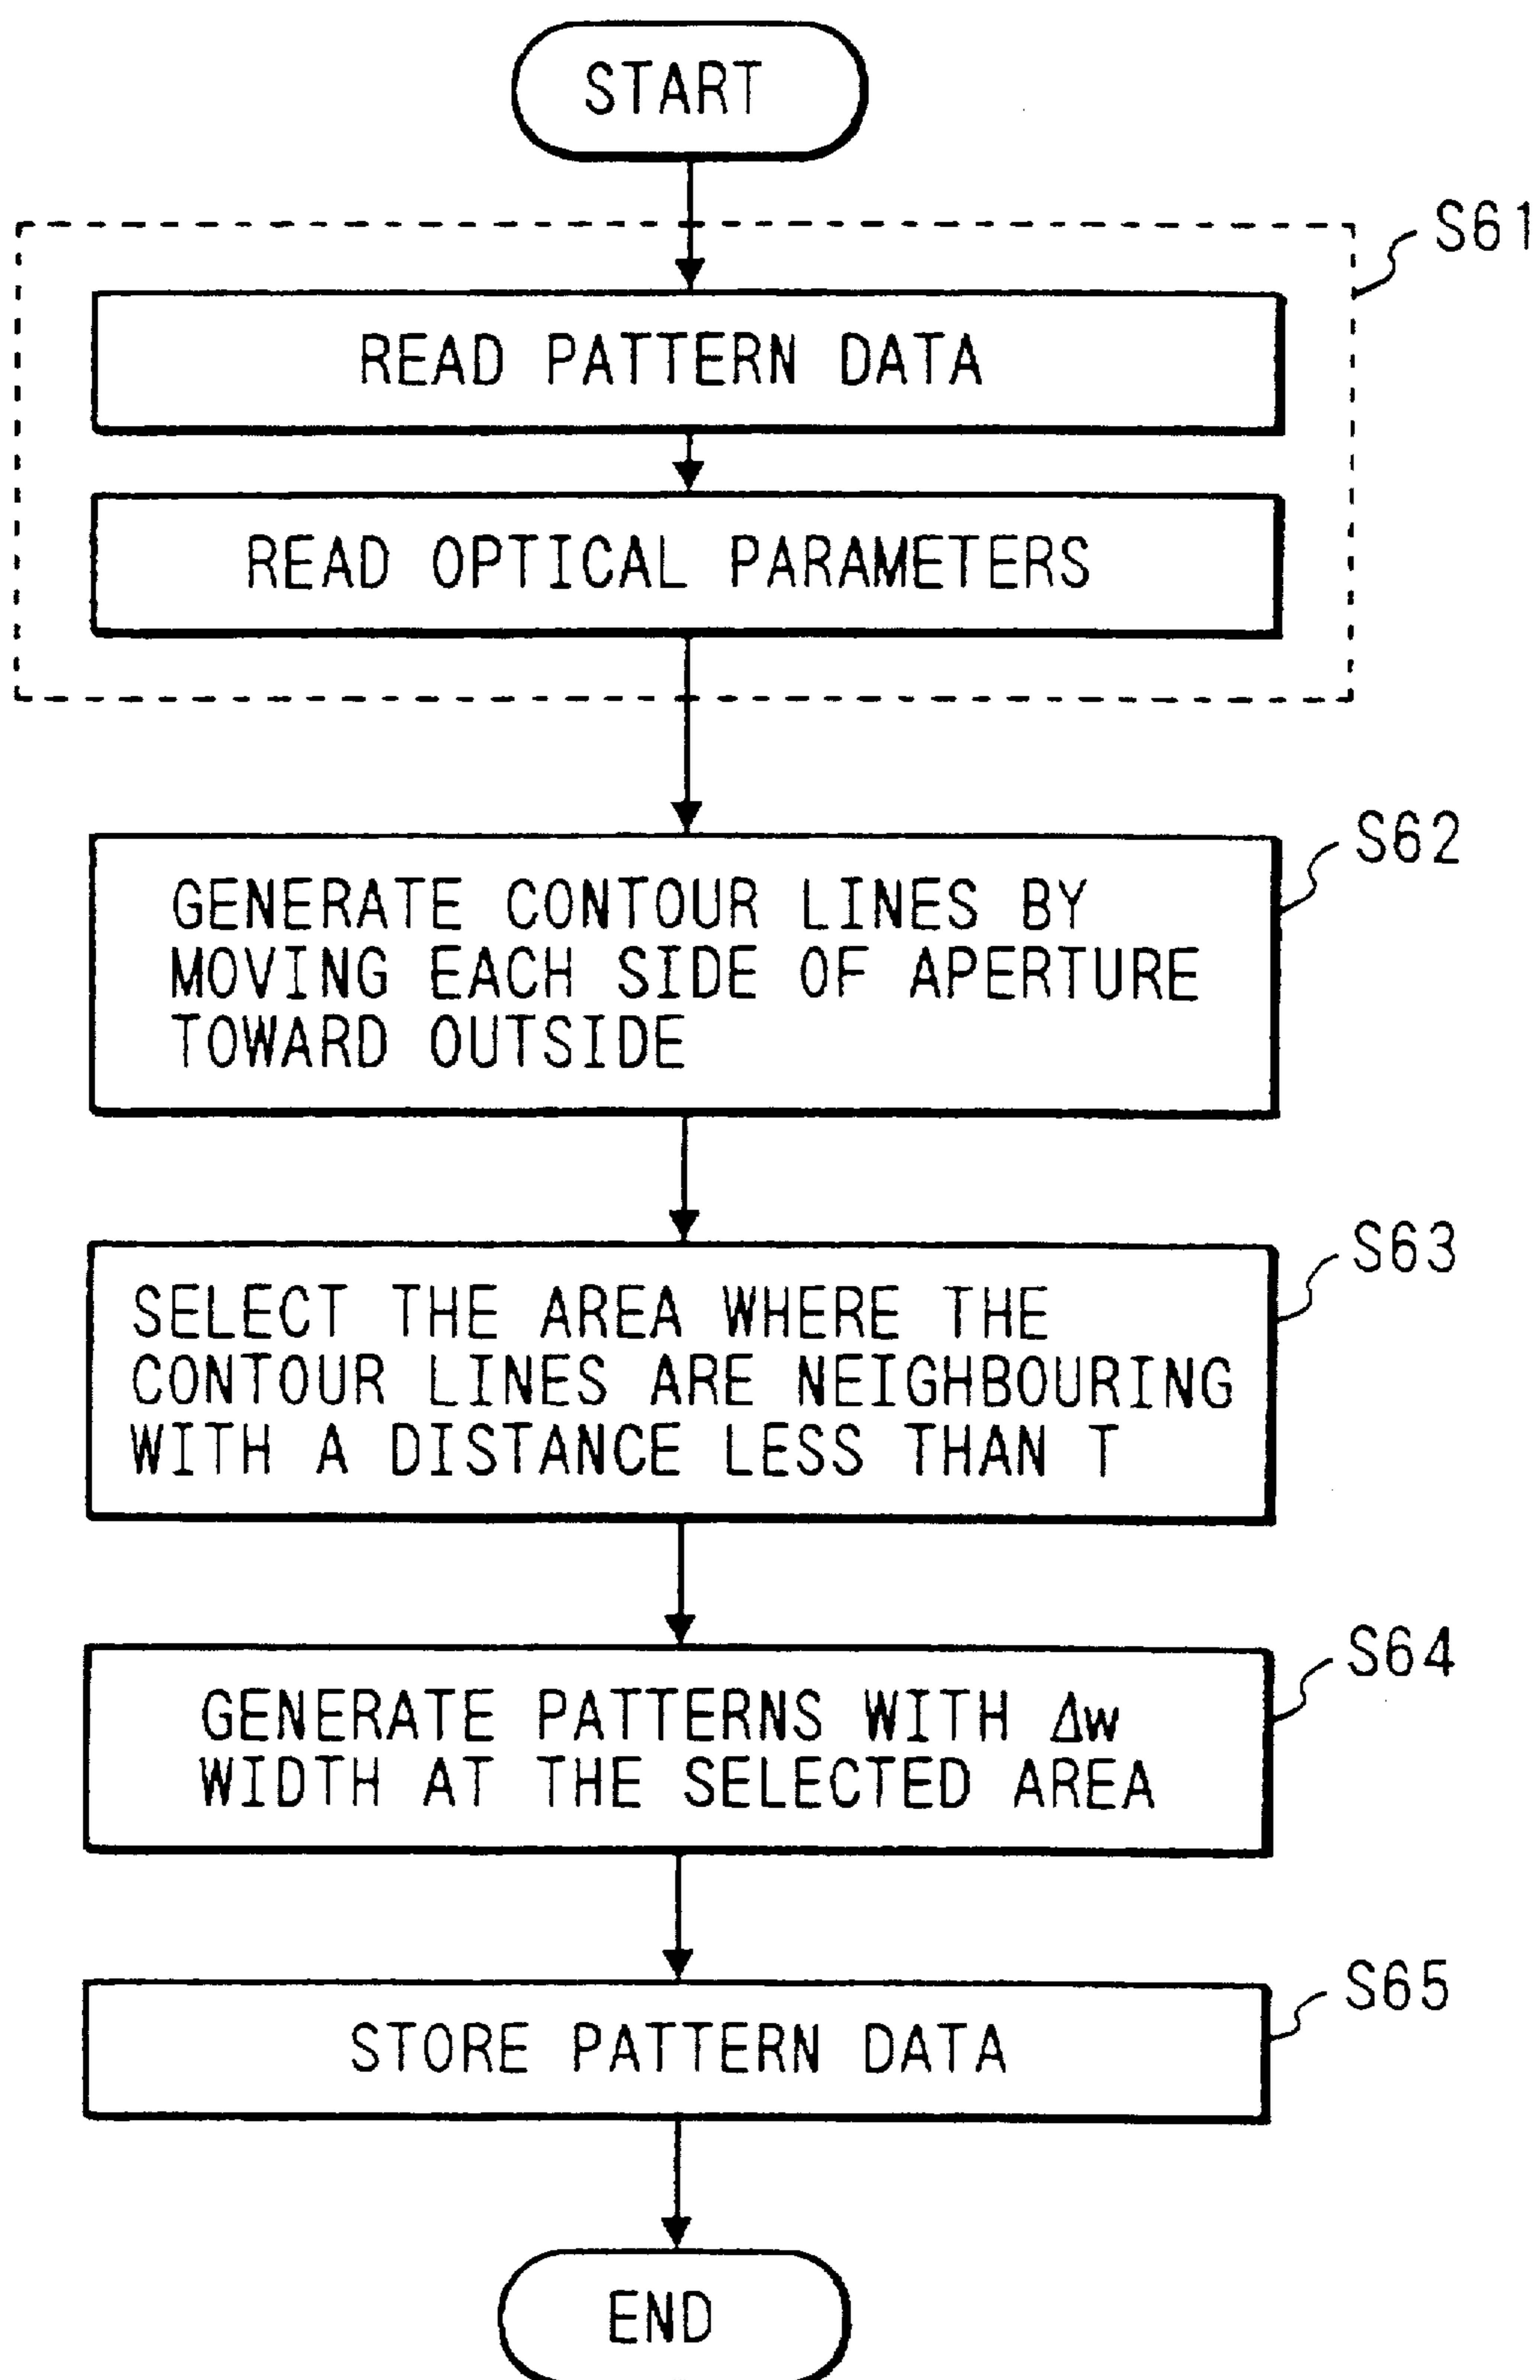 START
S61
READ PATTERN DATA
READ OPTICAL PARAMETERS
S62
GENERATE CONTOUR LINES BY
MOVING EACH SIDE OF APERTURE
TOWARD OUTSIDE
S63
SELECT THE AREA WHERE THE
CONTOUR LINES ARE NEIGHBOURING
WITH A DISTANCE LESS THAN T
S64
GENERATE PATTERNS WITH Δw
WIDTH AT THE SELECTED AREA
S65
STORE PATTERN DATA
END